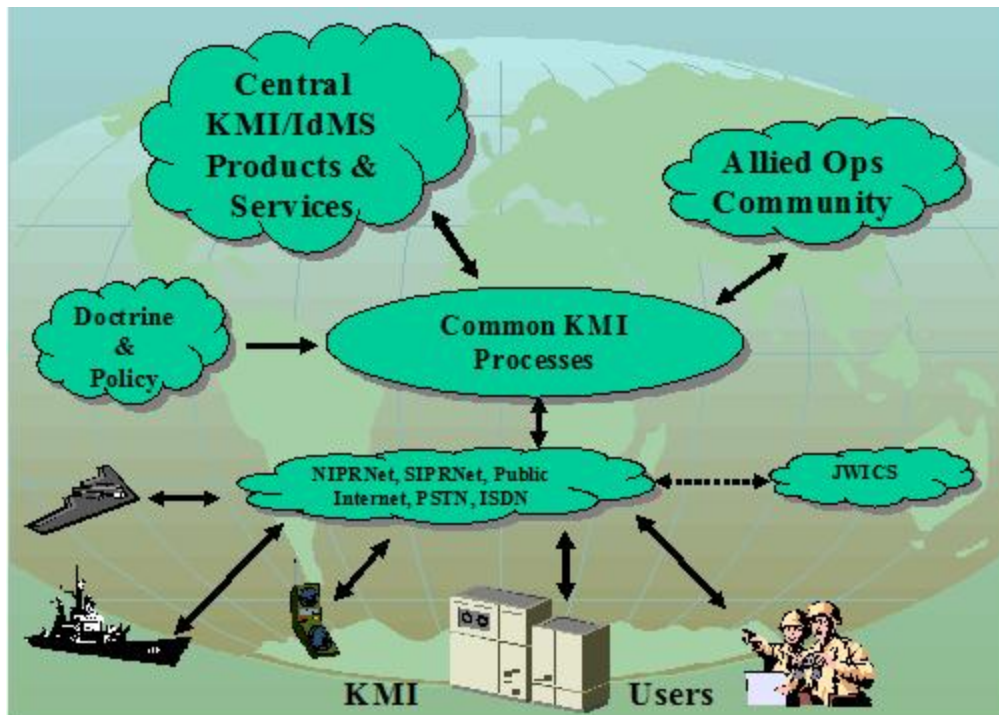 Central
KMI/IdMS
Products &
Services
Allied Ops
Community
Doctrine
&
Policy
Common KMI
Processes
NIPRNet, SIPRNet, Public
Internet, PSTN, ISDN
JWICS
KMI Users